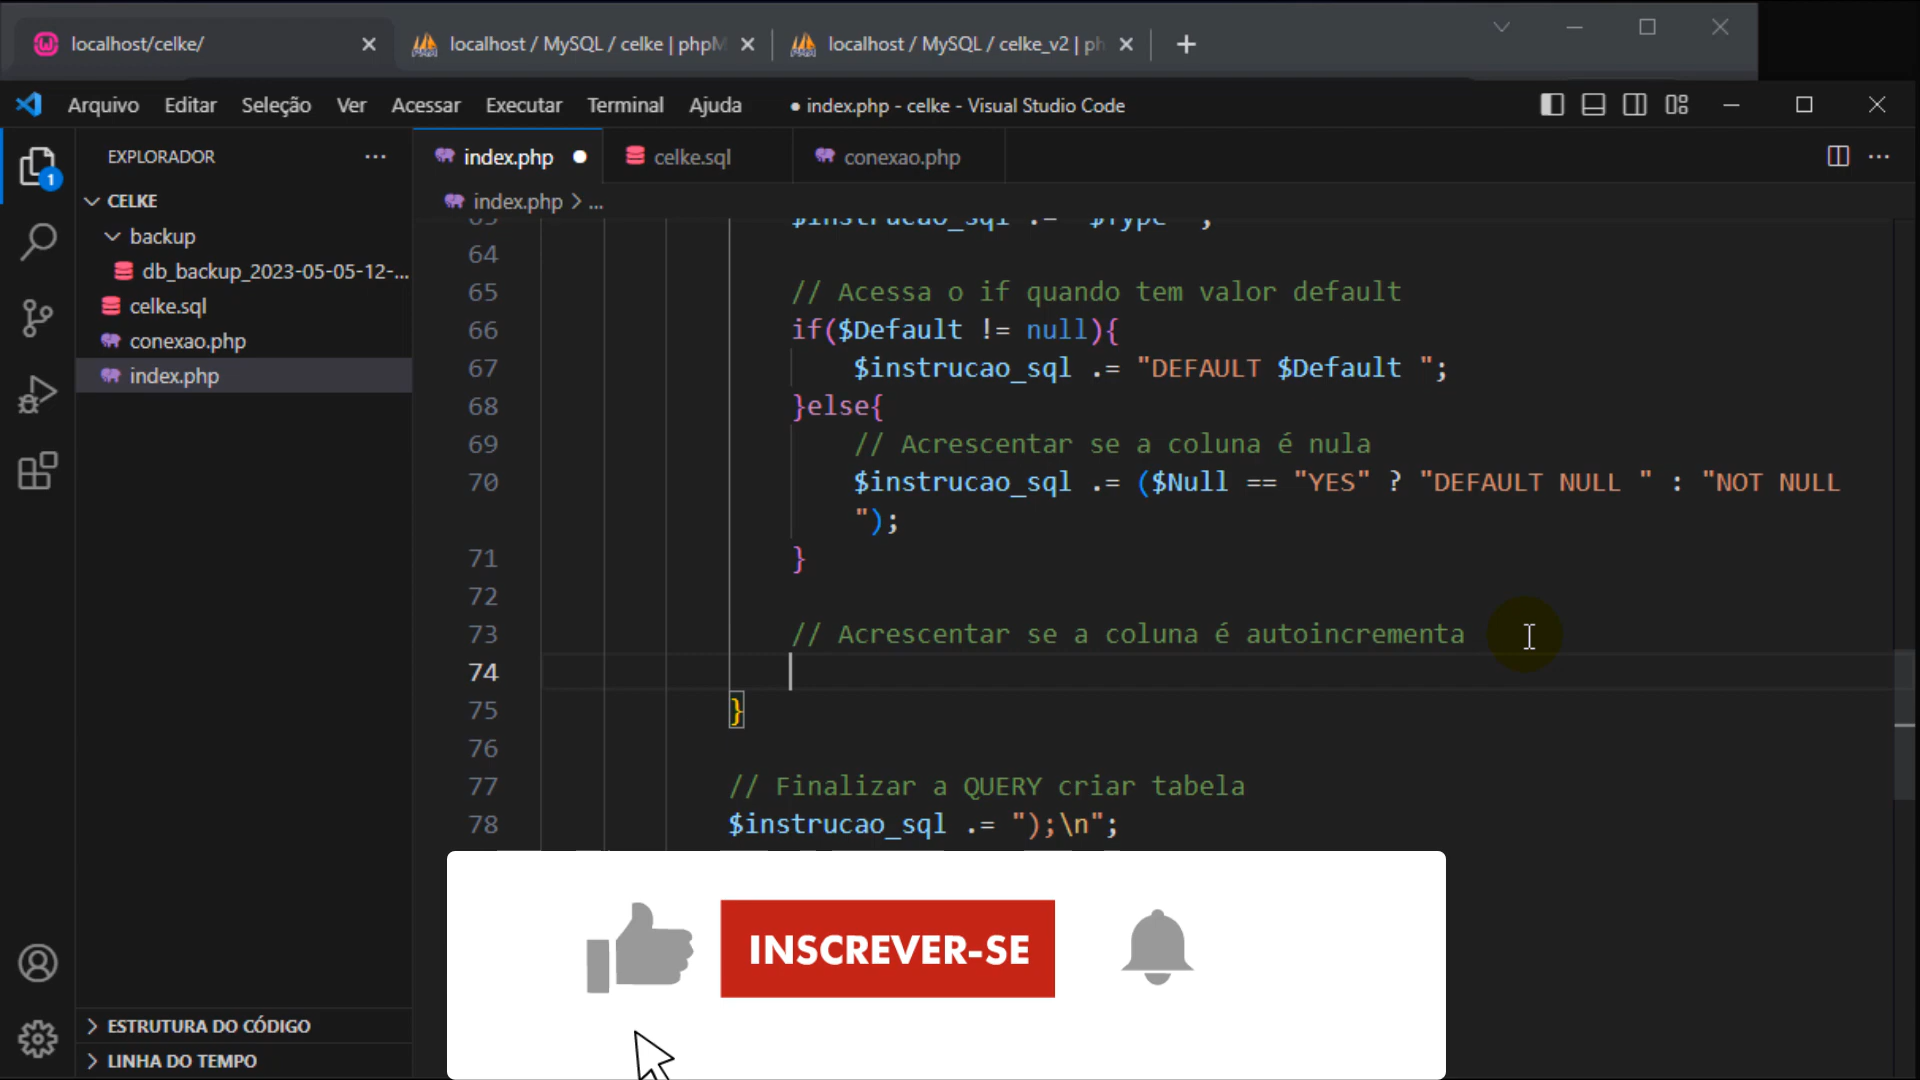 localhost/celke/
localhost / MySQL / celke | phpM
localhost / MySQL / celke_v2 | ph
Arquivo Editar Seleção Ver Acessar Executar Terminal Ajuda
● index.php - celke - Visual Studio Code
EXPLORADOR
1
CELKE
backup
db_backup_2023-05-05-12-...
celke.sql
conexao.php
index.php
ESTRUTURA DO CÓDIGO
LINHA DO TEMPO
index.php
celke.sql
conexao.php
index.php > ...
63 $instrucao_sql .= "$Type ";
64
65 // Acessa o if quando tem valor default
66 if($Default != null){
67 $instrucao_sql .= "DEFAULT $Default ";
68 }else{
69 // Acrescentar se a coluna é nula
70 $instrucao_sql .= ($Null == "YES" ? "DEFAULT NULL " : "NOT NULL
");
71 }
72
73 // Acrescentar se a coluna é autoincrementa
74
75 }
76
77 // Finalizar a QUERY criar tabela
78 $instrucao_sql .= ");\n";
INSCREVER-SE